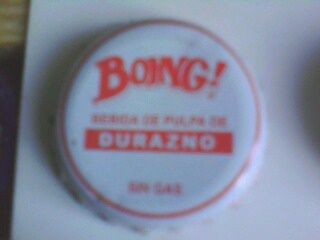 BOING!
BEBIDA DE PULPA DE
DURAZNO
SIN GAS